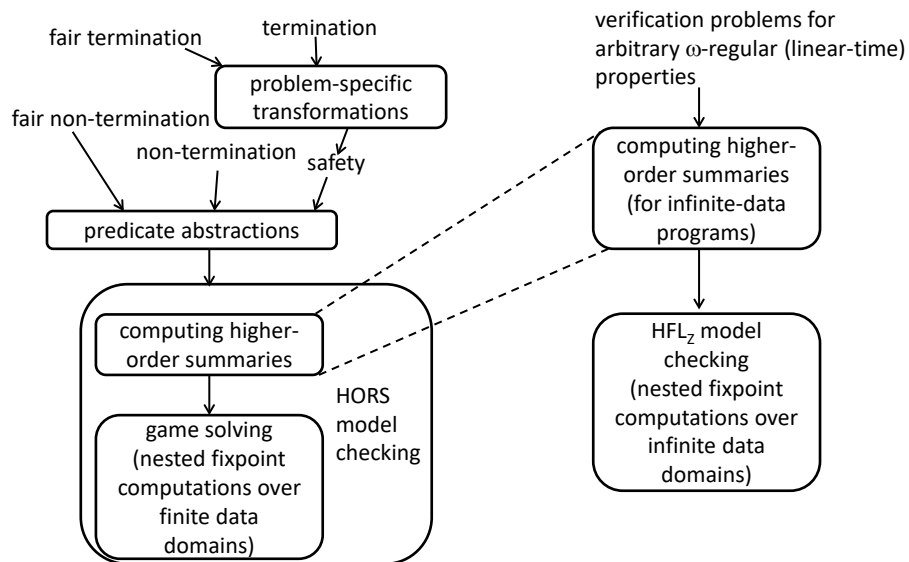 fair termination
termination
problem-specific
transformations
fair non-termination
non-termination
safety
predicate abstractions
computing higher-
order summaries
HORS
model
checking
game solving
(nested fixpoint
computations over
finite data
domains)
verification problems for
arbitrary ω-regular (linear-time)
properties
computing higher-
order summaries
(for infinite-data
programs)
HFLZ model
checking
(nested fixpoint
computations over
infinite data
domains)